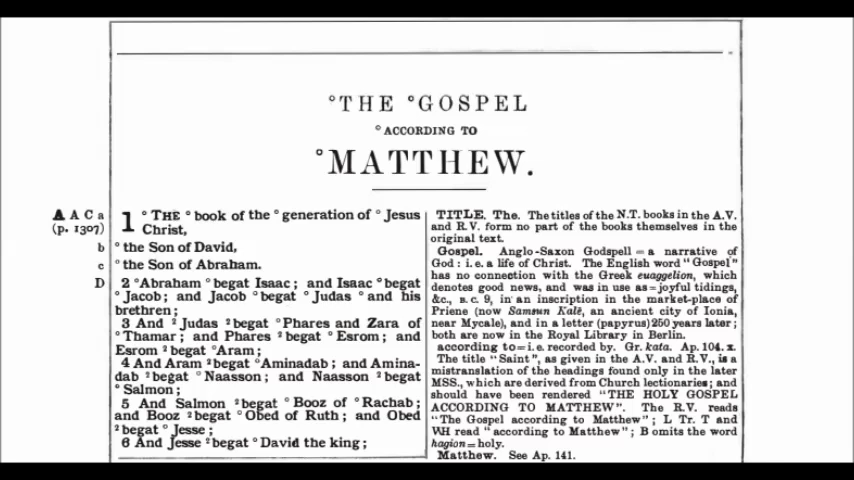 °THE °GOSPEL
°ACCORDING TO
°MATTHEW.
A A C a
(p. 1307)
b
c
D
1 °THE °book of the °generation of °Jesus
Christ,
°the Son of David,
°the Son of Abraham.
2 °Abraham °begat Isaac; and Isaac °begat
°Jacob; and Jacob °begat °Judas °and his
brethren;
3 And ²Judas ²begat °Phares and Zara of
°Thamar; and Phares ²begat °Esrom; and
Esrom ²begat °Aram;
4 And Aram ²begat °Aminadab; and Amina-
dab ²begat °Naasson; and Naasson ²begat
°Salmon;
5 And Salmon ²begat °Booz of °Rachab;
and Booz ²begat °Obed of Ruth; and Obed
²begat °Jesse;
6 And Jesse ²begat °David the king;
TITLE. The. The titles of the N.T. books in the A.V.
and R.V. form no part of the books themselves in the
original text.
Gospel. Anglo-Saxon Godspell = a narrative of
God: i.e. a life of Christ. The English word "Gospel"
has no connection with the Greek euaggelion, which
denotes good news, and was in use as = joyful tidings,
&c., B.C. 9, in an inscription in the market-place of
Priene (now Samsun Kalē, an ancient city of Ionia,
near Mycale), and in a letter (papyrus) 250 years later;
both are now in the Royal Library in Berlin.
according to = i.e. recorded by. Gr. kata. Ap. 104. x.
The title "Saint", as given in the A.V. and R.V., is a
mistranslation of the headings found only in the later
MSS., which are derived from Church lectionaries; and
should have been rendered "THE HOLY GOSPEL
ACCORDING TO MATTHEW". The R.V. reads
"The Gospel according to Matthew"; L Tr. T and
WH read "according to Matthew"; B omits the word
hagion = holy.
Matthew. See Ap. 141.